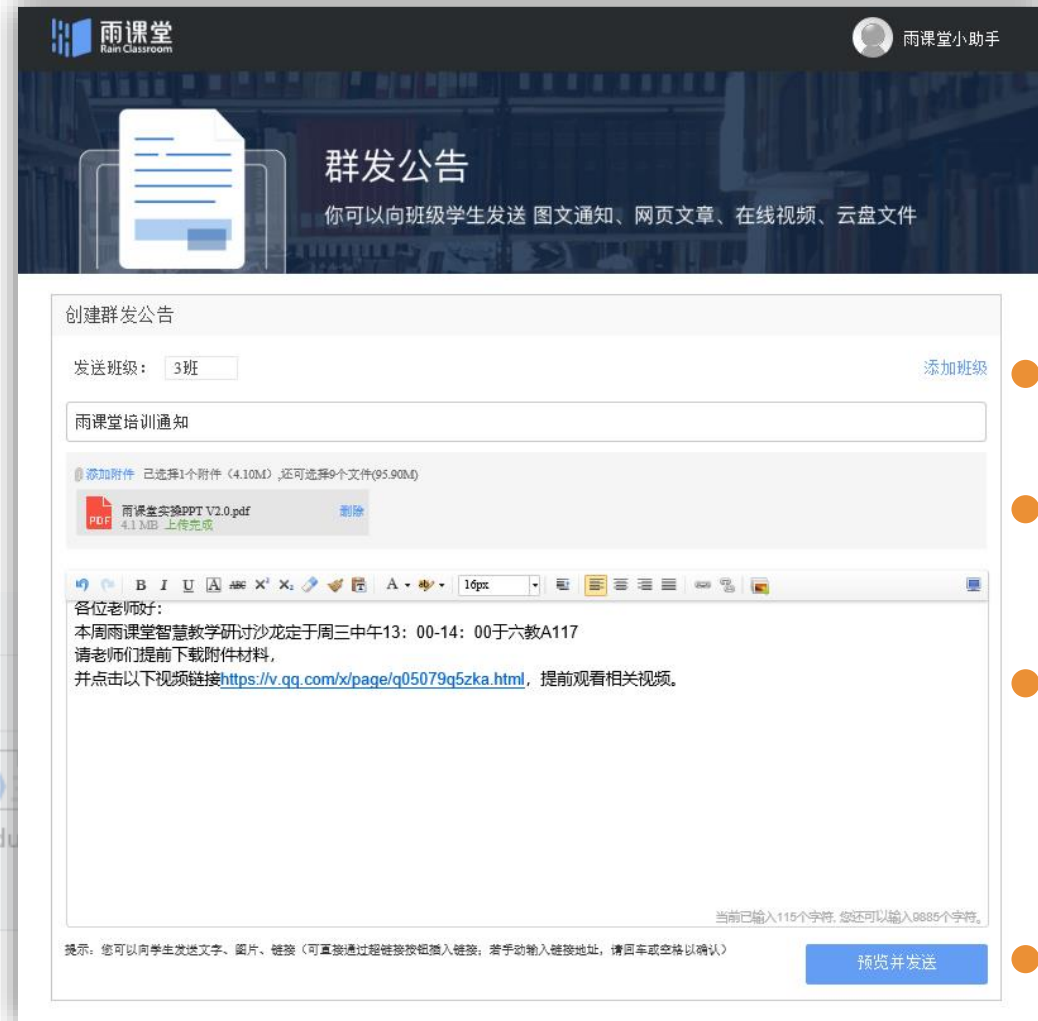 雨课堂
Rain Classroom
雨课堂小助手
群发公告
你可以向班级学生发送 图文通知、网页文章、在线视频、云盘文件
创建群发公告
发送班级： 3班 添加班级
雨课堂培训通知
添加附件 已选择1个附件（4.10M）,还可选择9个文件(95.90M)
PDF 雨课堂实操PPT V2.0.pdf 删除
4.1 MB 上传完成
B I U A ABC X² X₂ A ab 16px
各位老师好：
本周雨课堂智慧教学研讨沙龙定于周三中午13：00-14：00于六教A117
请老师们提前下载附件材料，
并点击以下视频链接https://v.qq.com/x/page/q05079q5zka.html，提前观看相关视频。
当前已输入115个字符, 您还可以输入9885个字符。
提示：您可以向学生发送文字、图片、链接（可直接通过超链接按钮插入链接；若手动输入链接地址，请回车或空格以确认）
预览并发送